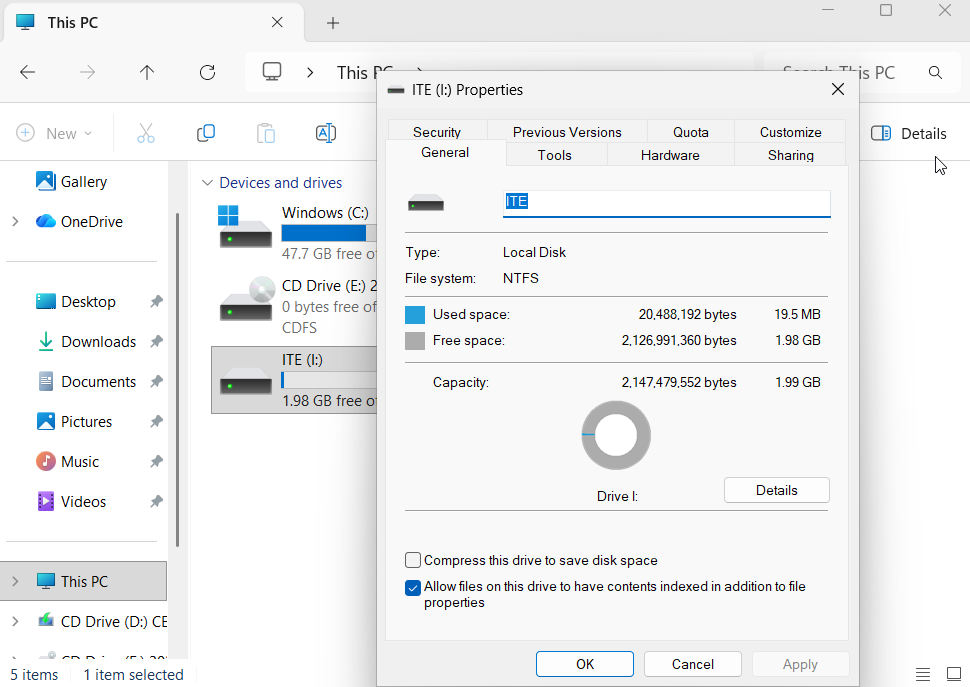 This PC
This PC
Search This PC
New
Details
Gallery
OneDrive
Desktop
Downloads
Documents
Pictures
Music
Videos
This PC
CD Drive (D:) CE
CD Drive (E:) 20
5 items 1 item selected
Devices and drives
Windows (C:)
47.7 GB free of
CD Drive (E:) 2
0 bytes free of
CDFS
ITE (I:)
1.98 GB free of
ITE (I:) Properties
Security Previous Versions Quota Customize
General Tools Hardware Sharing
ITE
Type: Local Disk
File system: NTFS
Used space: 20,488,192 bytes 19.5 MB
Free space: 2,126,991,360 bytes 1.98 GB
Capacity: 2,147,479,552 bytes 1.99 GB
Drive I:
Details
Compress this drive to save disk space
Allow files on this drive to have contents indexed in addition to file
properties
OK Cancel Apply